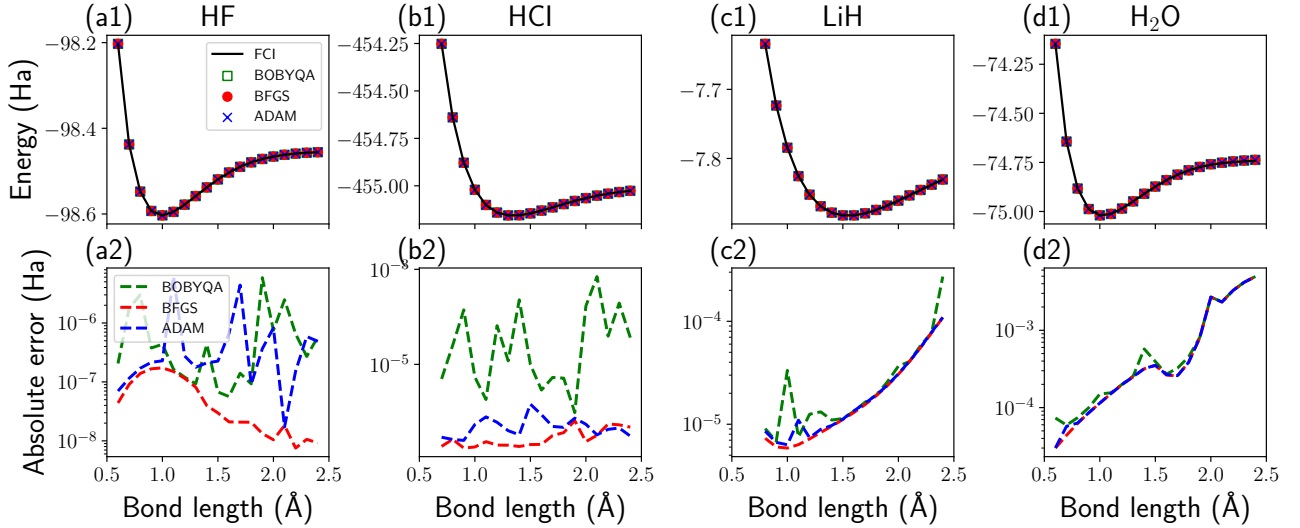 (a1) HF
(b1) HCl
(c1) LiH
(d1) H₂O
Energy (Ha)
−98.2
−98.4
−98.6
FCI
BOBYQA
BFGS
ADAM
−454.25
−454.50
−454.75
−455.00
−7.7
−7.8
−74.25
−74.50
−74.75
−75.00
(a2)
(b2)
(c2)
(d2)
Absolute error (Ha)
10⁻⁶
10⁻⁷
10⁻⁸
BOBYQA
BFGS
ADAM
10⁻⁸
10⁻⁵
10⁻⁴
10⁻⁵
10⁻³
10⁻⁴
0.5 1.0 1.5 2.0 2.5
0.5 1.0 1.5 2.0 2.5
0.5 1.0 1.5 2.0 2.5
0.5 1.0 1.5 2.0 2.5
Bond length (Å)
Bond length (Å)
Bond length (Å)
Bond length (Å)